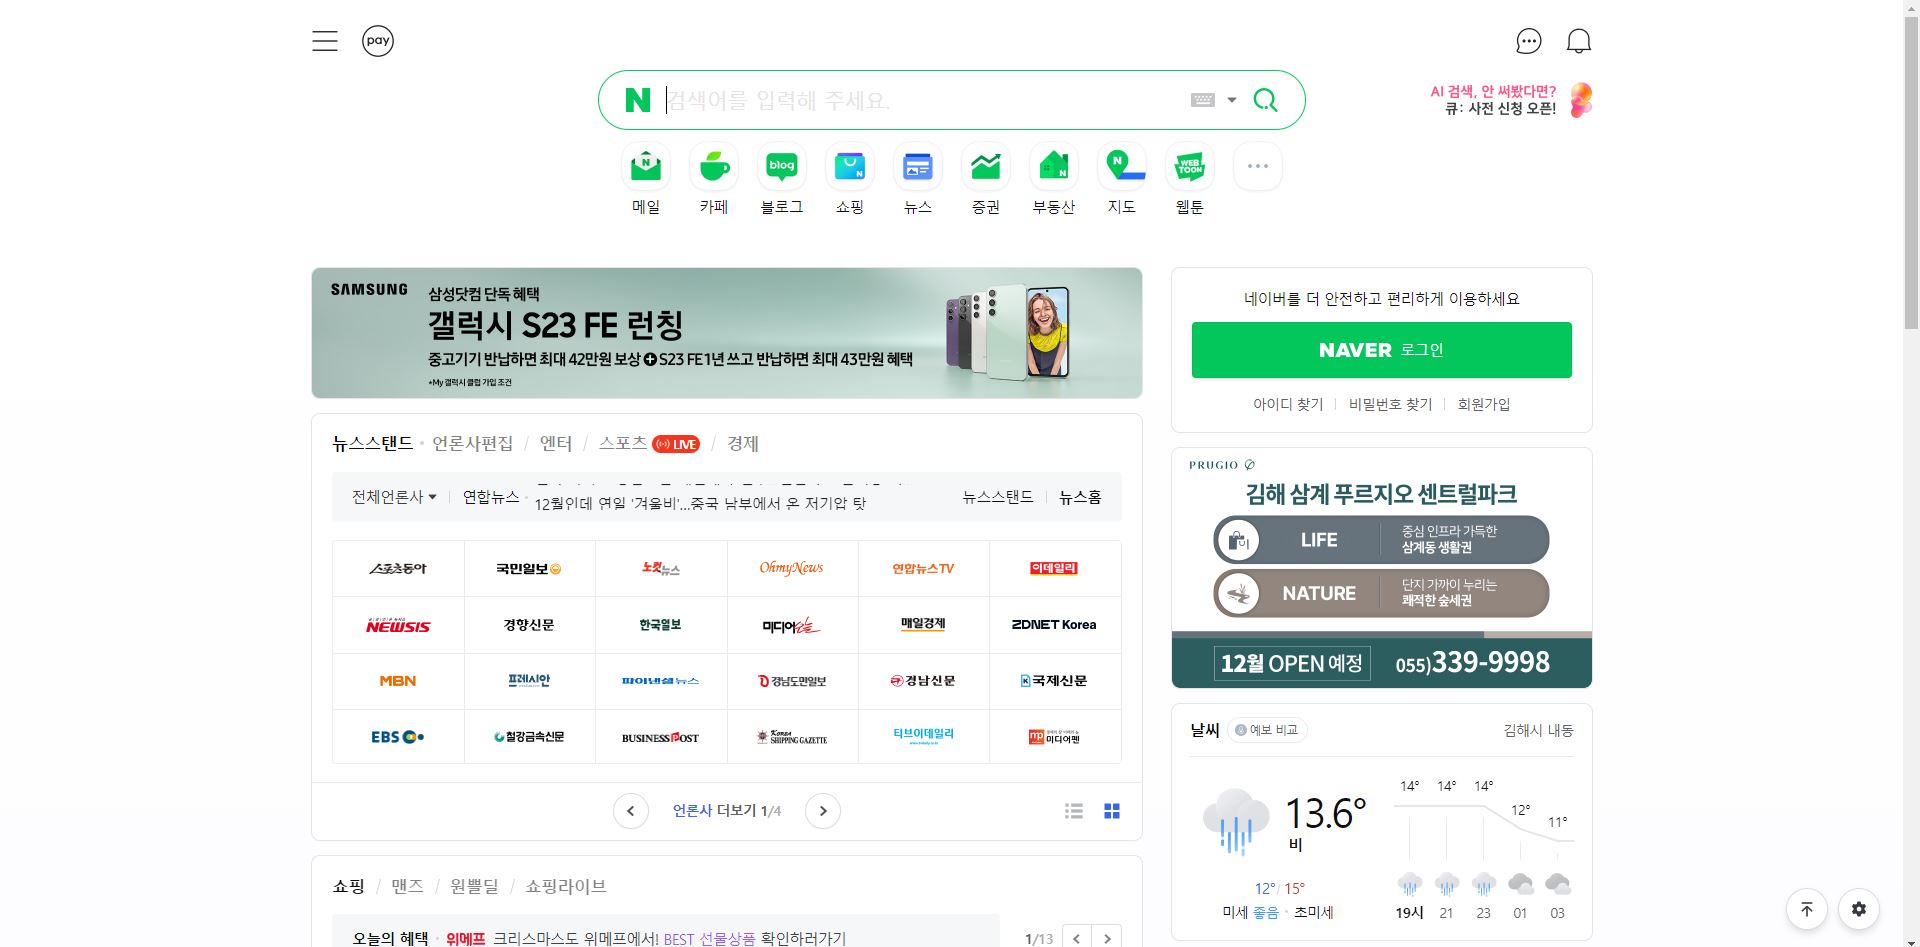 pay
N
검색어를 입력해 주세요.
AI 검색, 안 써봤다면?
큐: 사전 신청 오픈!
N
blog
N
N
N
WEB
TOON
메일
카페
블로그
쇼핑
뉴스
증권
부동산
지도
웹툰
SAMSUNG
삼성닷컴 단독 혜택
갤럭시 S23 FE 런칭
중고기기 반납하면 최대 42만원 보상 + S23 FE 1년 쓰고 반납하면 최대 43만원 혜택
*My 갤럭시 클럽 가입 조건
네이버를 더 안전하고 편리하게 이용하세요
NAVER 로그인
아이디 찾기
비밀번호 찾기
회원가입
뉴스스탠드
언론사편집 / 엔터 / 스포츠 LIVE / 경제
전체언론사
연합뉴스
12월인데 연일 '겨울비'…중국 남부에서 온 저기압 탓
뉴스스탠드
뉴스홈
스포츠동아
국민일보
노컷뉴스
OhmyNews
연합뉴스TV
이데일리
NEWSIS
경향신문
한국일보
미디어오늘
매일경제
ZDNET Korea
MBN
프레시안
파이낸셜뉴스
경남도민일보
경남신문
국제신문
EBS
철강금속신문
BUSINESSPOST
Korea
SHIPPING GAZETTE
티브이데일리
미디어펜
언론사 더보기 1/4
PRUGIO
김해 삼계 푸르지오 센트럴파크
LIFE
중심 인프라 가득한
삼계동 생활권
NATURE
단지 가까이 누리는
쾌적한 숲세권
12월 OPEN 예정
055)339-9998
날씨
예보 비교
김해시 내동
13.6°
비
14°
14°
14°
12°
11°
12° / 15°
미세 좋음 · 초미세
19시
21
23
01
03
쇼핑 / 맨즈 / 원쁠딜 / 쇼핑라이브
오늘의 혜택 · 위메프 크리스마스도 위메프에서! BEST 선물상품 확인하러가기
1/13